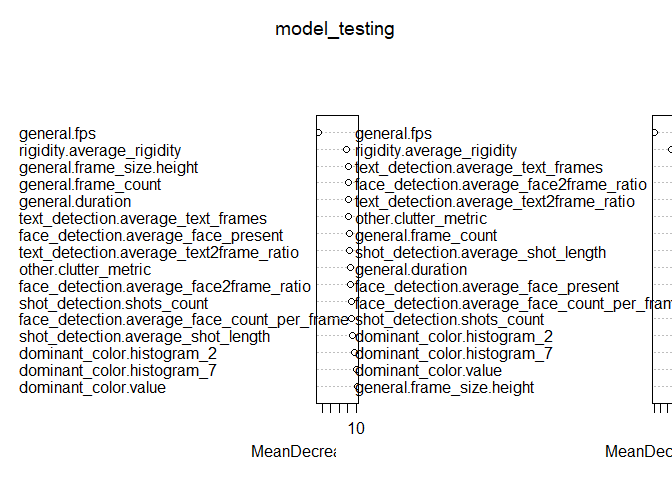 model_testing
general.fps
rigidity.average_rigidity
general.frame_size.height
general.frame_count
general.duration
text_detection.average_text_frames
face_detection.average_face_present
text_detection.average_text2frame_ratio
other.clutter_metric
face_detection.average_face2frame_ratio
shot_detection.shots_count
face_detection.average_face_count_per_frame
shot_detection.average_shot_length
dominant_color.histogram_2
dominant_color.histogram_7
dominant_color.value
10
MeanDecrea
general.fps
rigidity.average_rigidity
text_detection.average_text_frames
face_detection.average_face2frame_ratio
text_detection.average_text2frame_ratio
other.clutter_metric
general.frame_count
shot_detection.average_shot_length
general.duration
face_detection.average_face_present
face_detection.average_face_count_per_fram
shot_detection.shots_count
dominant_color.histogram_2
dominant_color.histogram_7
dominant_color.value
general.frame_size.height
MeanDec